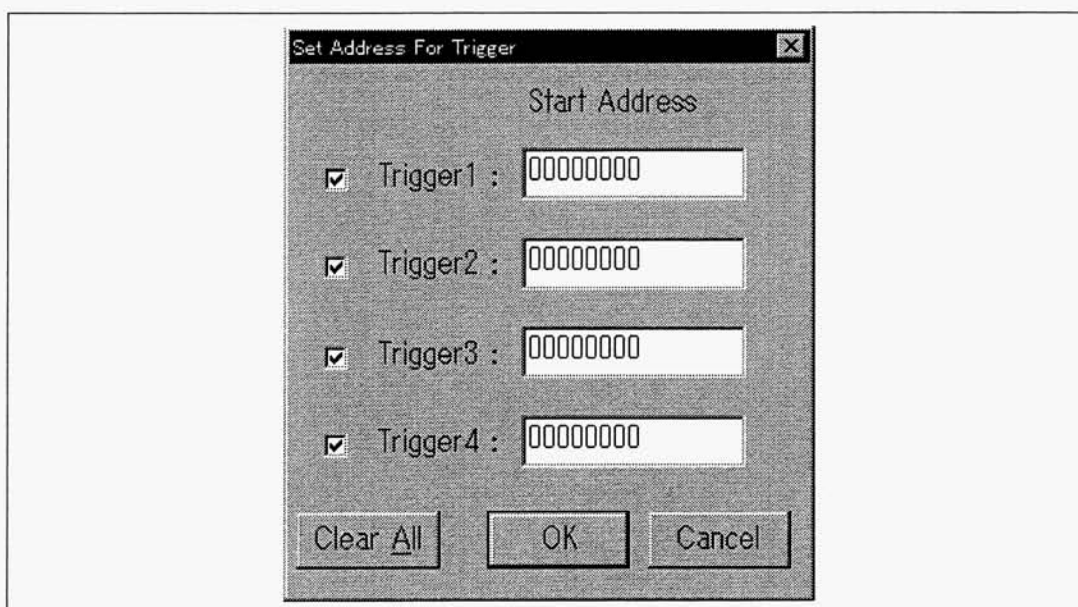 Set Address For Trigger
Start Address
Trigger1 : 00000000
Trigger2 : 00000000
Trigger3 : 00000000
Trigger4 : 00000000
Clear All OK Cancel